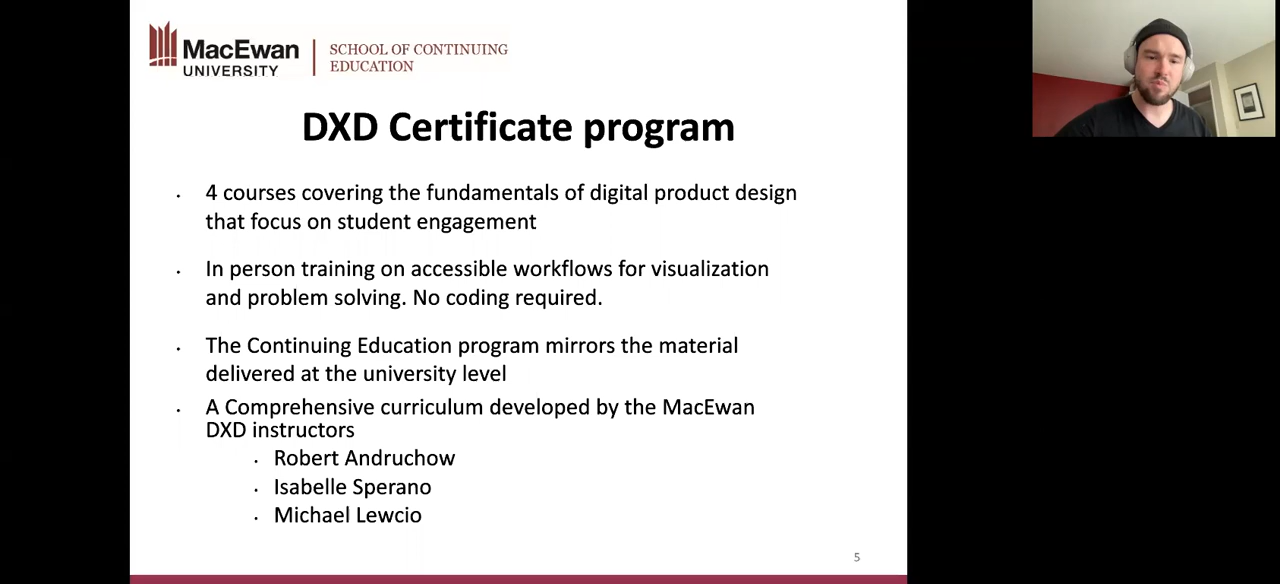 MacEwan
UNIVERSITY
SCHOOL OF CONTINUING
EDUCATION
DXD Certificate program
4 courses covering the fundamentals of digital product design
that focus on student engagement
In person training on accessible workflows for visualization
and problem solving. No coding required.
The Continuing Education program mirrors the material
delivered at the university level
A Comprehensive curriculum developed by the MacEwan
DXD instructors
Robert Andruchow
Isabelle Sperano
Michael Lewcio
5